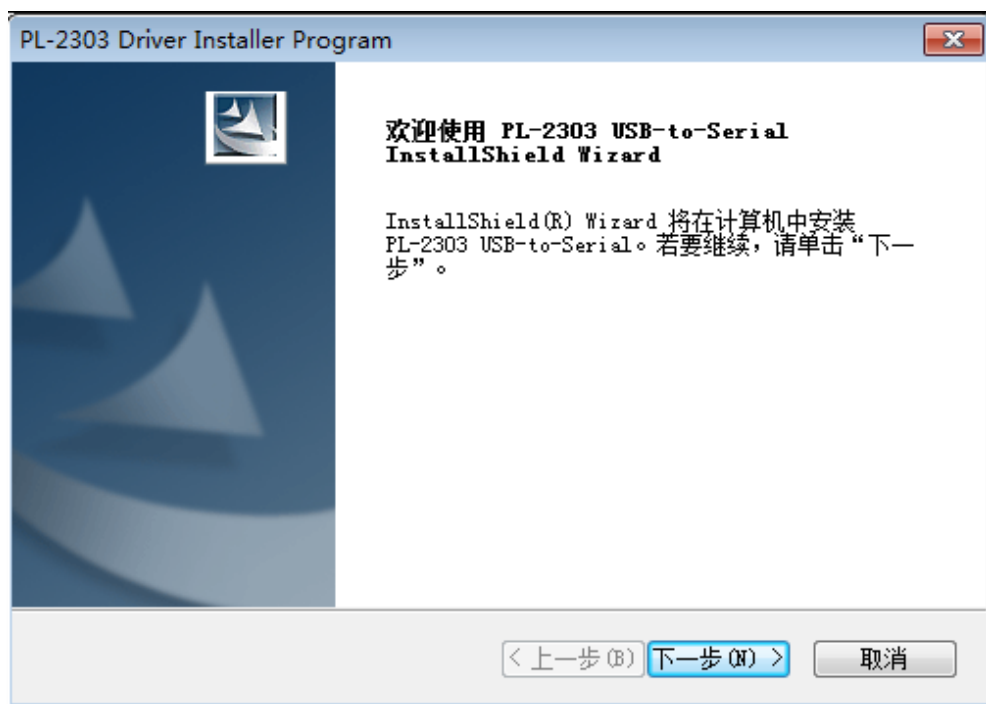 PL-2303 Driver Installer Program
欢迎使用 PL-2303 USB-to-Serial
InstallShield Wizard
InstallShield(R) Wizard 将在计算机中安装
PL-2303 USB-to-Serial。若要继续，请单击“下一
步”。
< 上一步(B)
下一步(N) >
取消